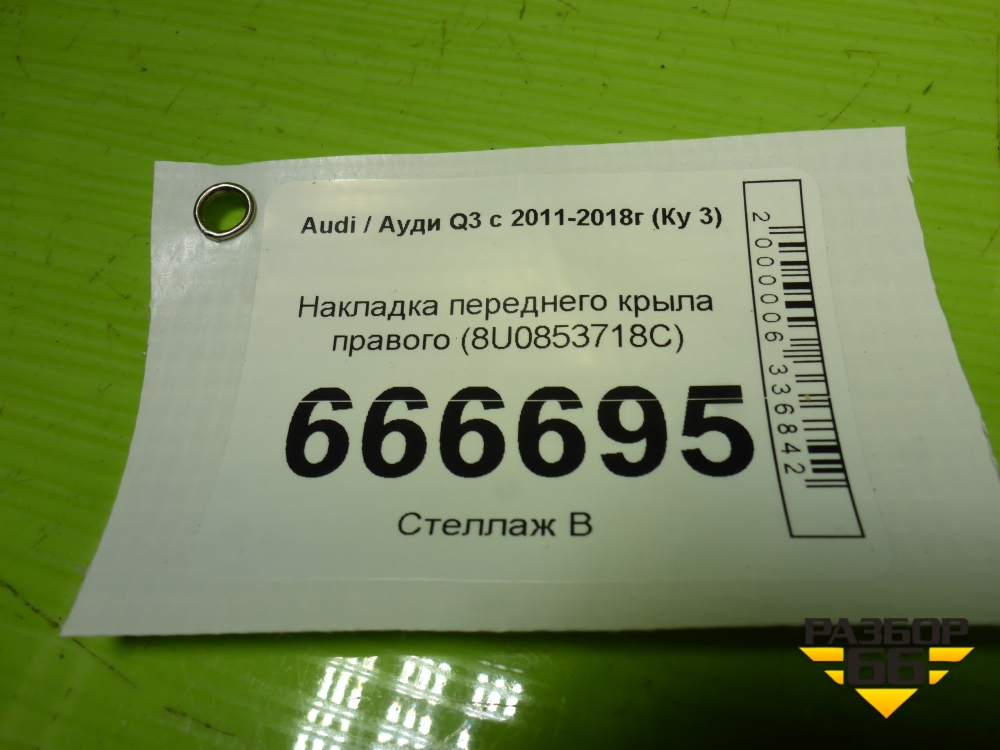 Audi / Ауди Q3 с 2011-2018г (Ку 3)
Накладка переднего крыла
правого (8U0853718C)
666695
Стеллаж В
2 000006 336842
РАЗБОР
66